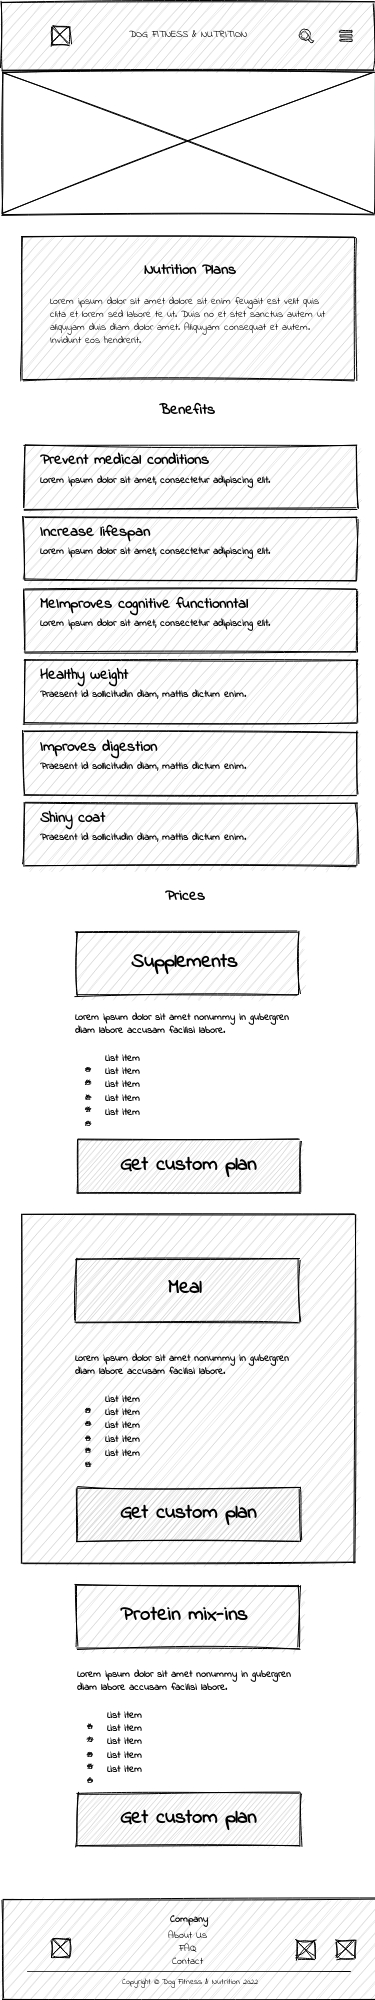 DOG FITNESS & NUTRITION
Nutrition Plans
Lorem ipsum dolor sit amet dolore sit enim feugait est velit quis
clita et lorem sed labore te ut. Duis no et stet sanctus autem ut
aliquyam duis diam dolor amet. Aliquyam consequat et autem.
Invidunt eos hendrerit.
Benefits
Prevent medical conditions
Lorem ipsum dolor sit amet, consectetur adipiscing elit.
Increase lifespan
Lorem ipsum dolor sit amet, consectetur adipiscing elit.
MeImproves cognitive functionntal
Lorem ipsum dolor sit amet, consectetur adipiscing elit.
Healthy weight
Praesent id sollicitudin diam, mattis dictum enim.
Improves digestion
Praesent id sollicitudin diam, mattis dictum enim.
Shiny coat
Praesent id sollicitudin diam, mattis dictum enim.
Prices
Supplements
Lorem ipsum dolor sit amet nonummy in gubergren
diam labore accusam facilisi labore.
List item
List item
List item
List item
List item
Get custom plan
Meal
Lorem ipsum dolor sit amet nonummy in gubergren
diam labore accusam facilisi labore.
List item
List item
List item
List item
List item
Get custom plan
Protein mix-ins
Lorem ipsum dolor sit amet nonummy in gubergren
diam labore accusam facilisi labore.
List item
List item
List item
List item
List item
Get custom plan
Company
About Us
FAQ
Contact
Copyright © Dog Fitness & Nutrition 2022